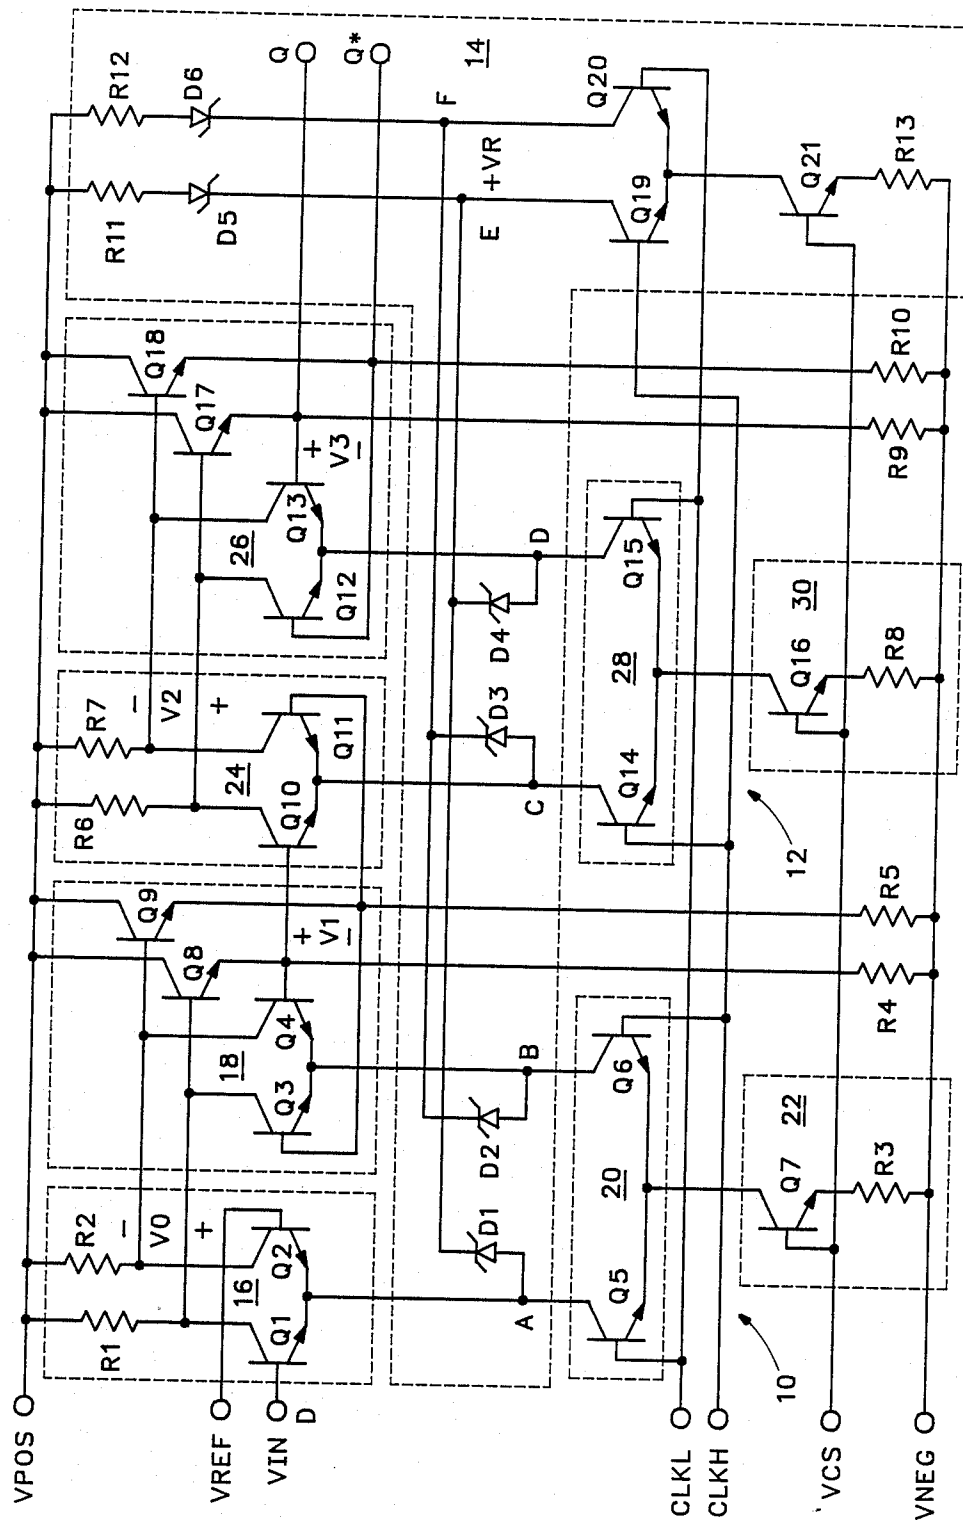 VPOS
VREF
VIN
D
CLKL
CLKH
VCS
VNEG
R1
R2
V0
+
−
16
Q1
Q2
A
D1
Q5
20
10
Q7
22
R3
Q3
18
Q4
Q8
Q9
+
V1
−
D2
B
Q6
R4
R5
12
R6
R7
−
V2
+
24
Q10
Q11
C
D3
Q14
28
Q16
30
R8
Q12
26
Q13
Q17
Q18
+
V3
−
D4
D
Q15
R9
R10
R11
R12
D5
D6
Q
Q*
14
E
+VR
F
Q19
Q20
Q21
R13